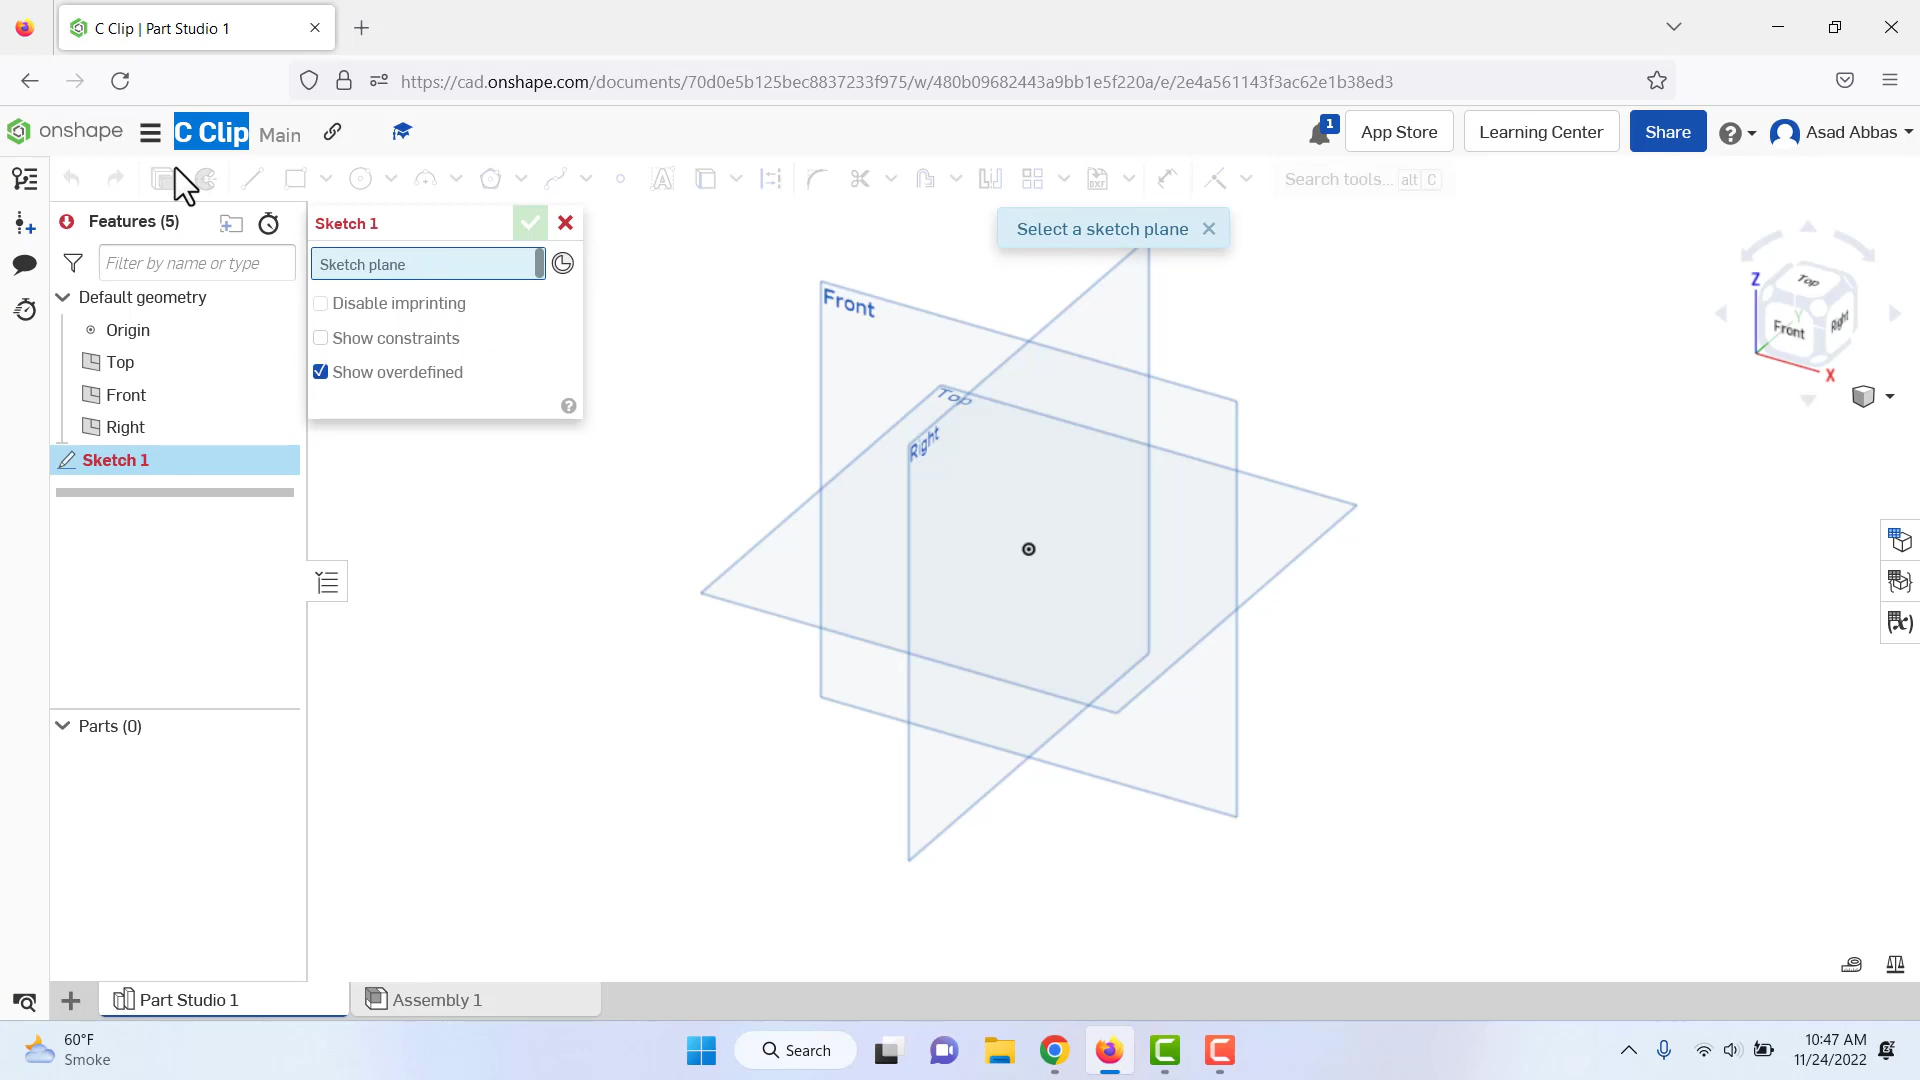 C Clip | Part Studio 1
https://cad.onshape.com/documents/70d0e5b125bec8837233f975/w/480b09682443a9bb1e5f220a/e/2e4a561143f3ac62e1b38ed3
onshape C Clip Main
1
App Store
Learning Center
Share
Asad Abbas
Search tools... alt C
Features (5)
Filter by name or type
Default geometry
Origin
Top
Front
Right
Sketch 1
Parts (0)
Sketch 1
Sketch plane
Disable imprinting
Show constraints
Show overdefined
Select a sketch plane
Front
Top
Right
Z
Top
Y
Front
Right
X
Part Studio 1
Assembly 1
60°F
Smoke
Search
10:47 AM
11/24/2022